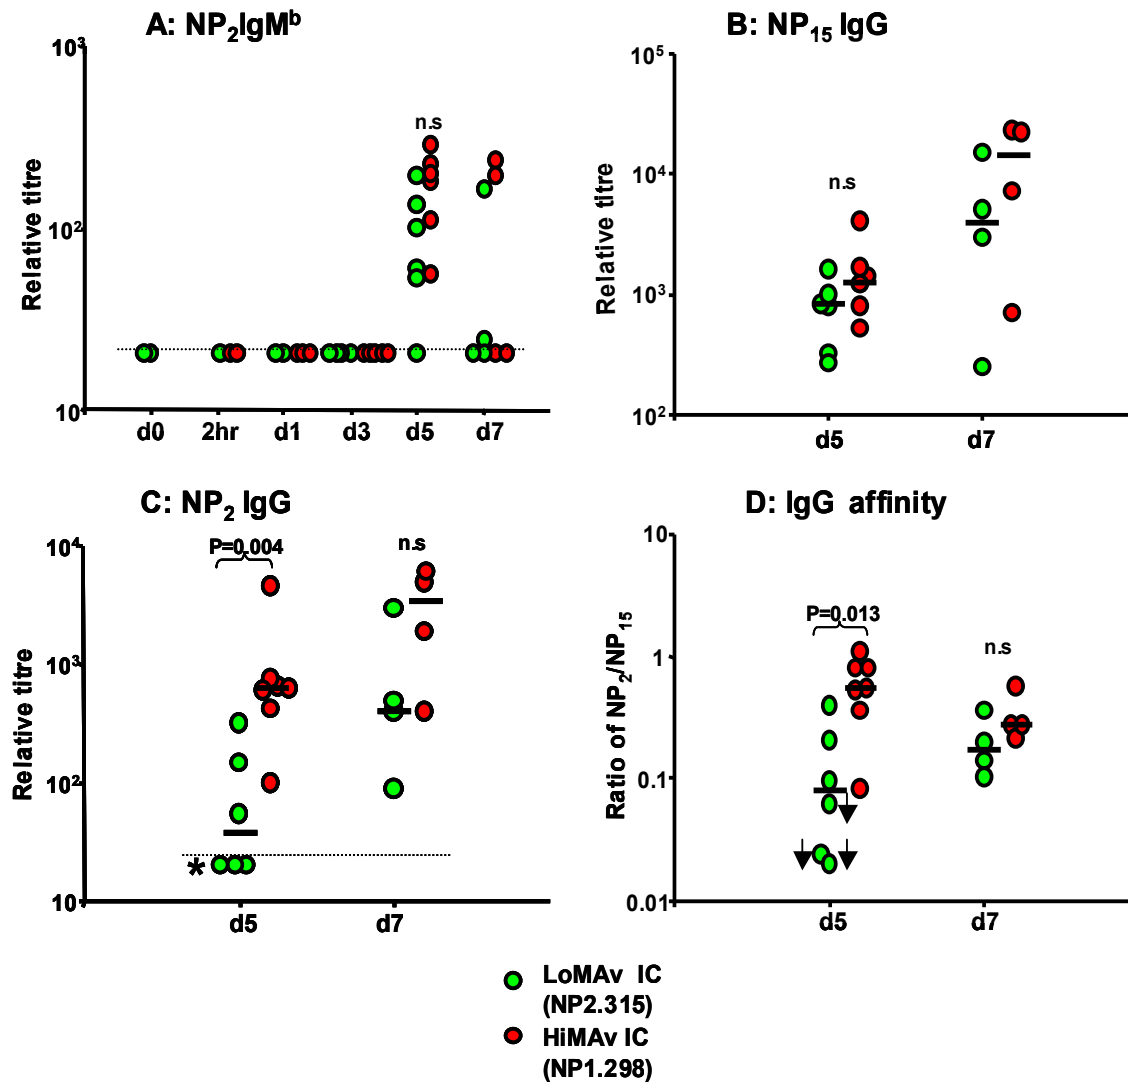 A: NP₂IgMᵇ
10³
10²
10
Relative titre
n.s
d0 2hr d1 d3 d5 d7
B: NP₁₅ IgG
10⁵
10⁴
10³
10²
Relative titre
n.s
d5 d7
C: NP₂ IgG
10⁴
10³
10²
10
Relative titre
P=0.004
n.s
*
d5 d7
D: IgG affinity
10
1
0.1
0.01
Ratio of NP₂/NP₁₅
P=0.013
n.s
d5 d7
LoMAv IC
(NP2.315)
HiMAv IC
(NP1.298)